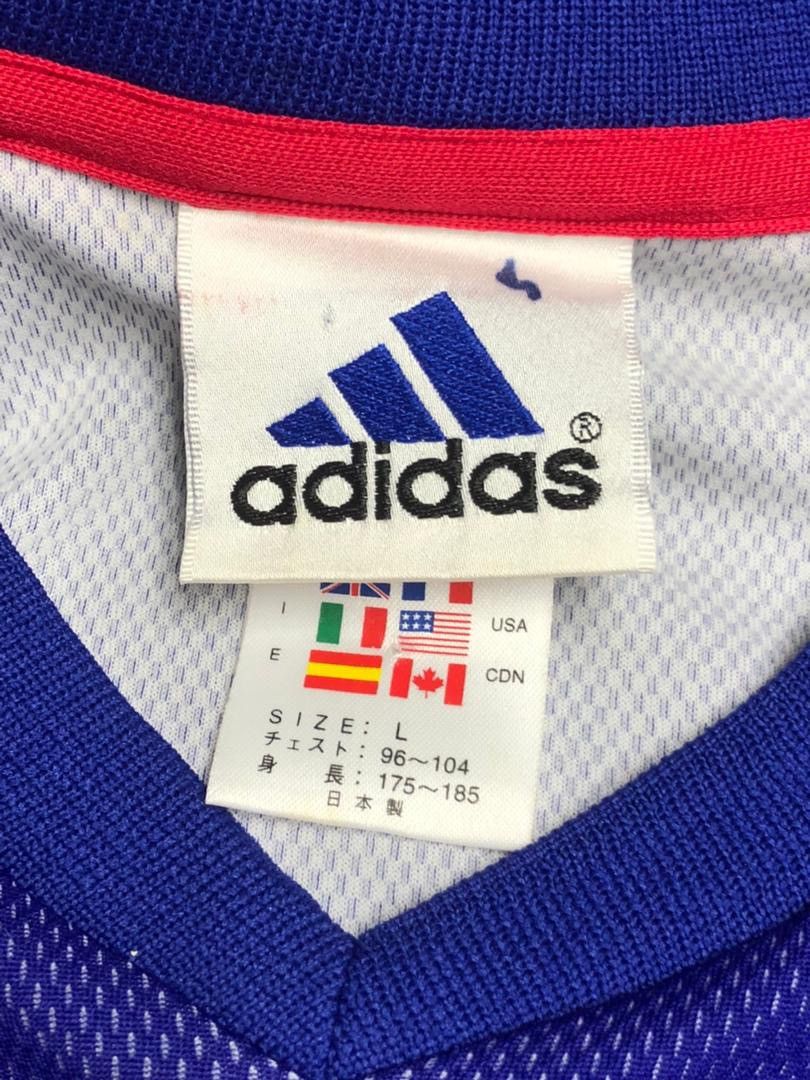 adidas®
I
USA
E
CDN
SIZE: L
チェスト: 96～104
身 長: 175～185
日本製